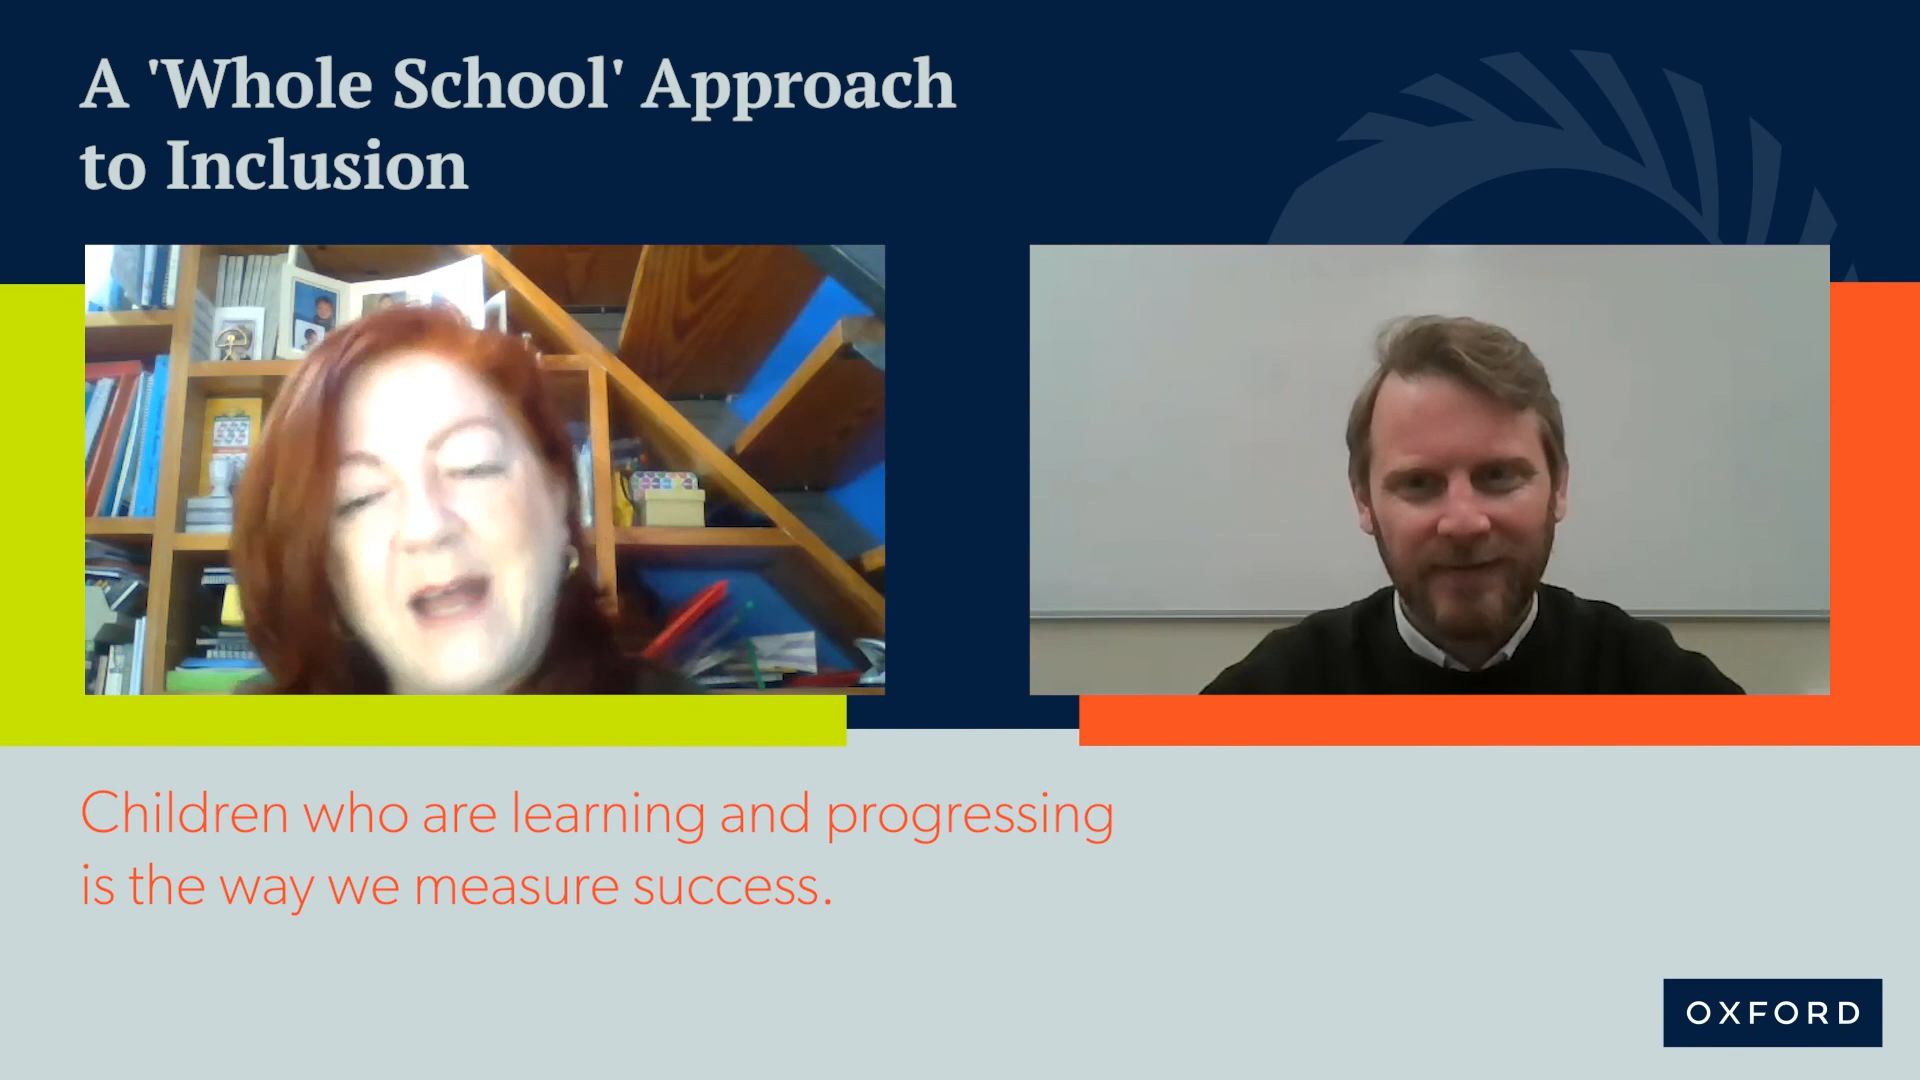 A 'Whole School' Approach
to Inclusion
Children who are learning and progressing
is the way we measure success.
OXFORD